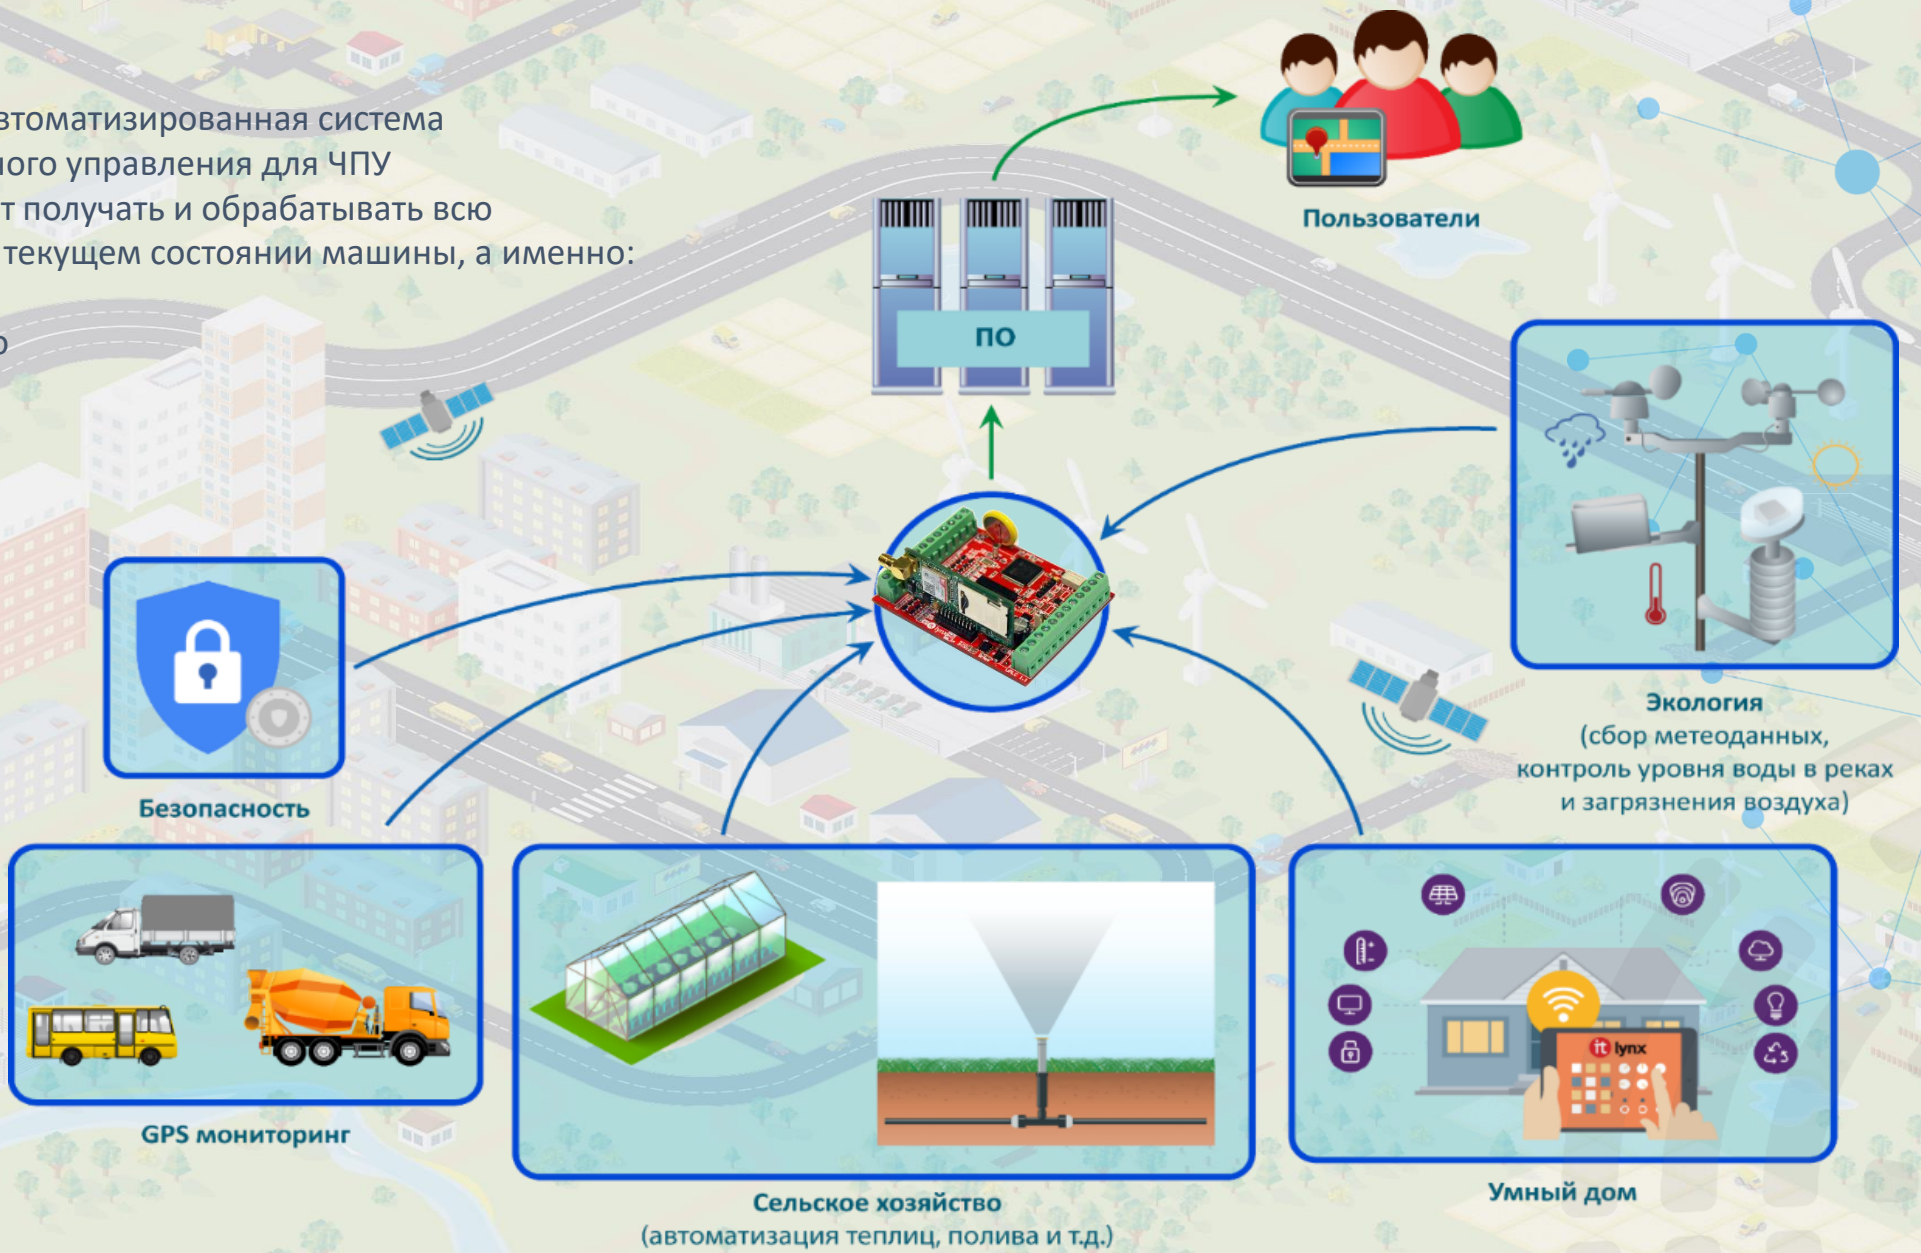 втоматизированная система
ного управления для ЧПУ
т получать и обрабатывать всю
текущем состоянии машины, а именно:
о
Пользователи
ПО
Безопасность
Экология
(сбор метеоданных,
контроль уровня воды в реках
и загрязнения воздуха)
GPS мониторинг
Сельское хозяйство
(автоматизация теплиц, полива и т.д.)
it lynx
Умный дом